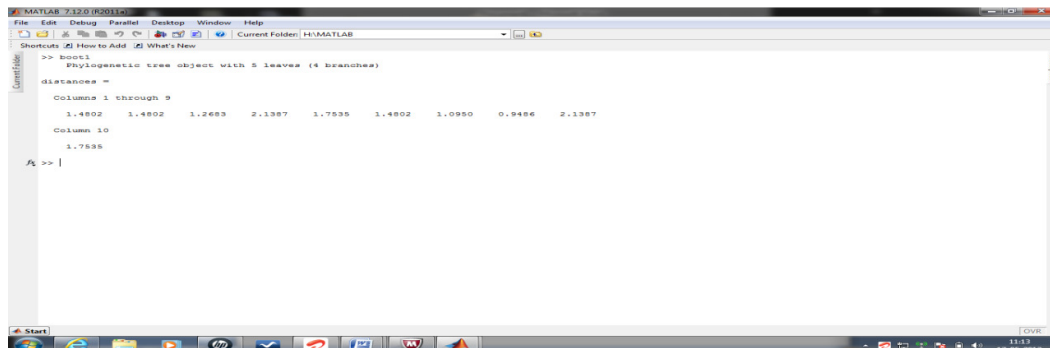 MATLAB 7.12.0 (R2011a)
File Edit Debug Parallel Desktop Window Help
Current Folder: H:\MATLAB
Shortcuts How to Add What's New
Current Folder
>> boot1
Phylogenetic tree object with 5 leaves (4 branches)
distances =
Columns 1 through 9
1.4802 1.4802 1.2683 2.1387 1.7535 1.4802 1.0950 0.9486 2.1387
Column 10
1.7535
fx >>
Start OVR
11:13